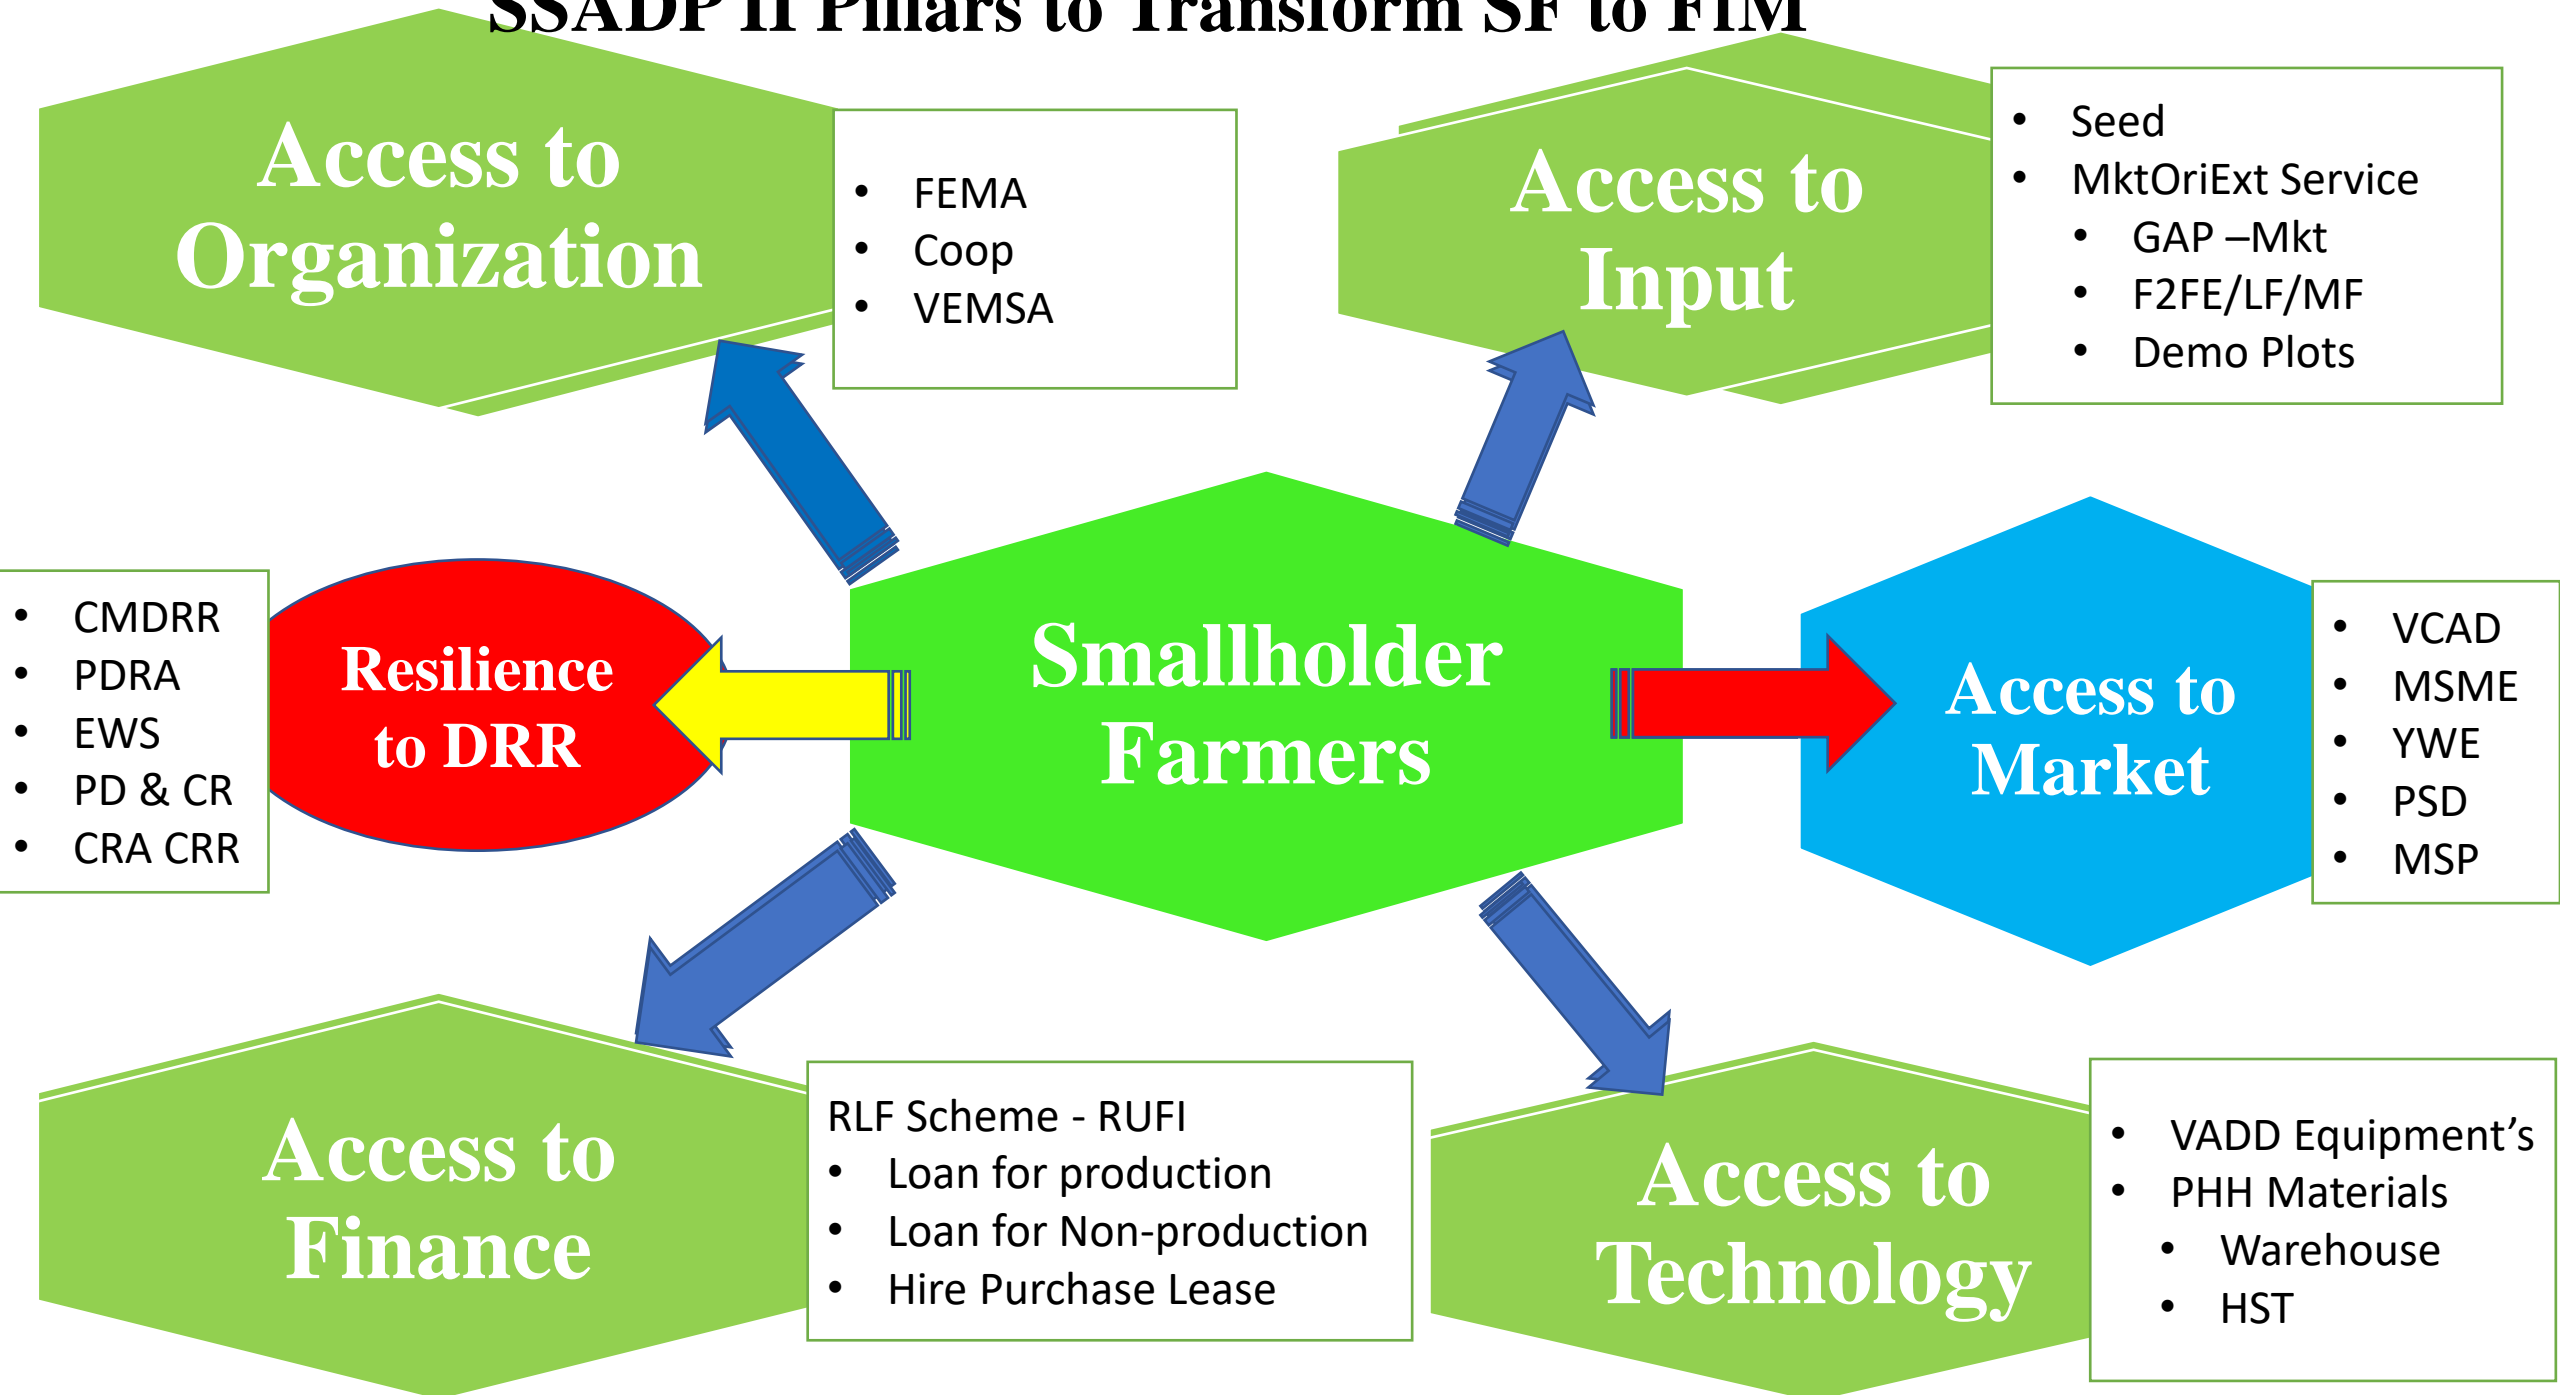 SSADP II Pillars to Transform SF to FIM
Access to
Organization
• FEMA
• Coop
• VEMSA
Access to
Input
• Seed
• MktOriExt Service
• GAP –Mkt
• F2FE/LF/MF
• Demo Plots
• CMDRR
• PDRA
• EWS
• PD & CR
• CRA CRR
Resilience
to DRR
Smallholder
Farmers
Access to
Market
• VCAD
• MSME
• YWE
• PSD
• MSP
Access to
Finance
RLF Scheme - RUFI
• Loan for production
• Loan for Non-production
• Hire Purchase Lease
Access to
Technology
• VADD Equipment’s
• PHH Materials
• Warehouse
• HST